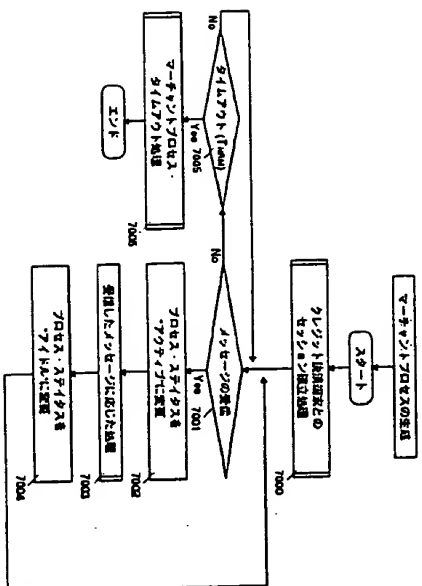 マーチャントプロセスの生成
スタート
クレジット決済端末との
セッション確立処理
7000
メッセージの受信
7001
Yes
No
プロセス・ステイタスを
"アクティブ"に変更
7002
受信したメッセージに応じた処理
7003
プロセス・ステイタスを
"アイドル"に変更
7004
タイムアウト
7005
Yes
No
マーチャントプロセス・
タイムアウト処理
7006
エンド